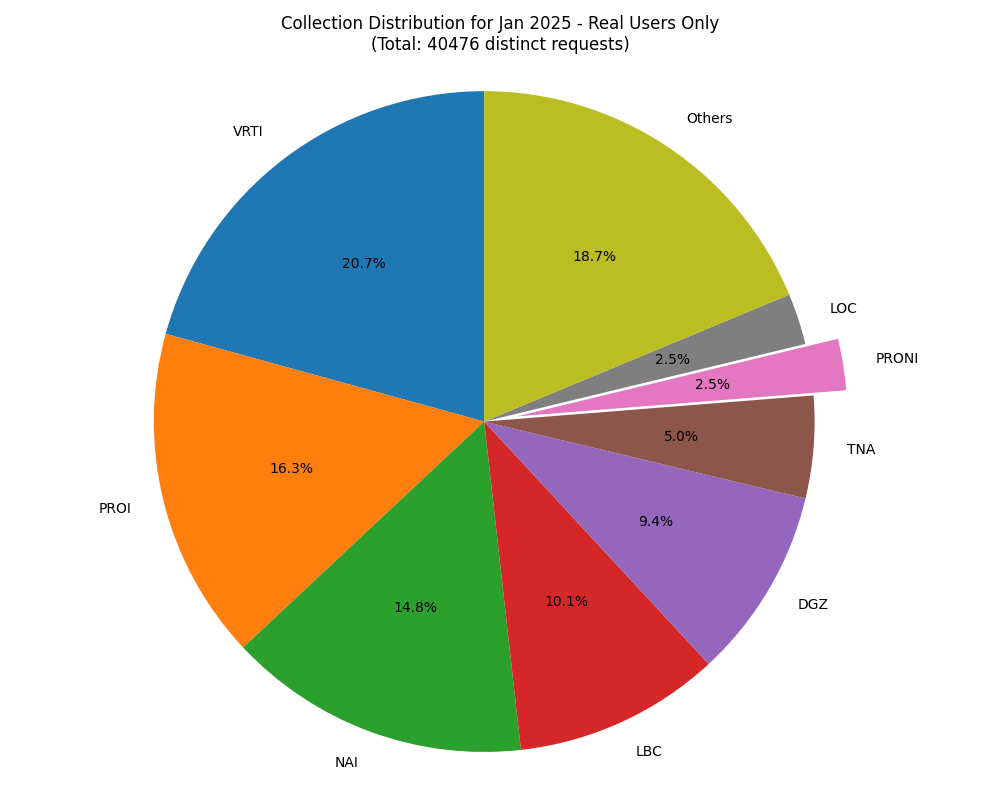 Collection Distribution for Jan 2025 - Real Users Only
(Total: 40476 distinct requests)
VRTI
Others
20.7%
18.7%
LOC
2.5%
PRONI
2.5%
TNA
5.0%
PROI
16.3%
9.4%
DGZ
14.8%
10.1%
LBC
NAI